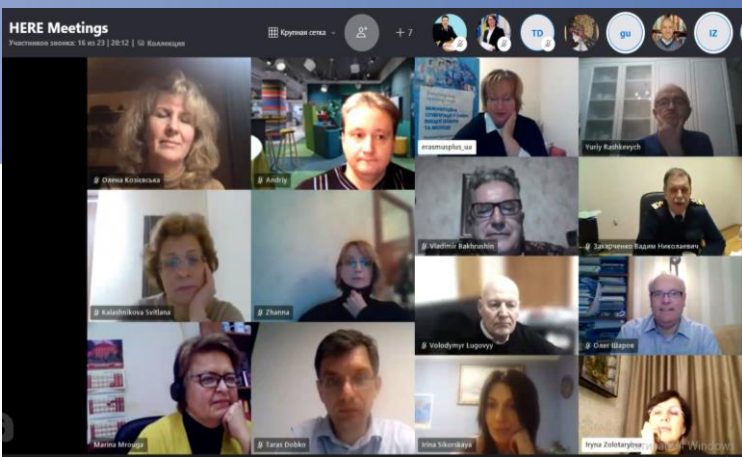 HERE Meetings
Участников звонка: 16 из 23 | 20:12 | Коллекция
Крупная сетка
+7
TD
gu
IZ
Олена Козієвська
Andriy
erasmusplus_ua
Yuriy Rashkevych
Kalashnikova Svitlana
Zhanna
Vladimir Bakhrushin
Захарченко Вадим Николаевич
Volodymyr Lugovyy
Олег Шаров
Marina Mrouga
Taras Dobko
Irina Sikorskaya
Iryna Zolotaryova
Windows